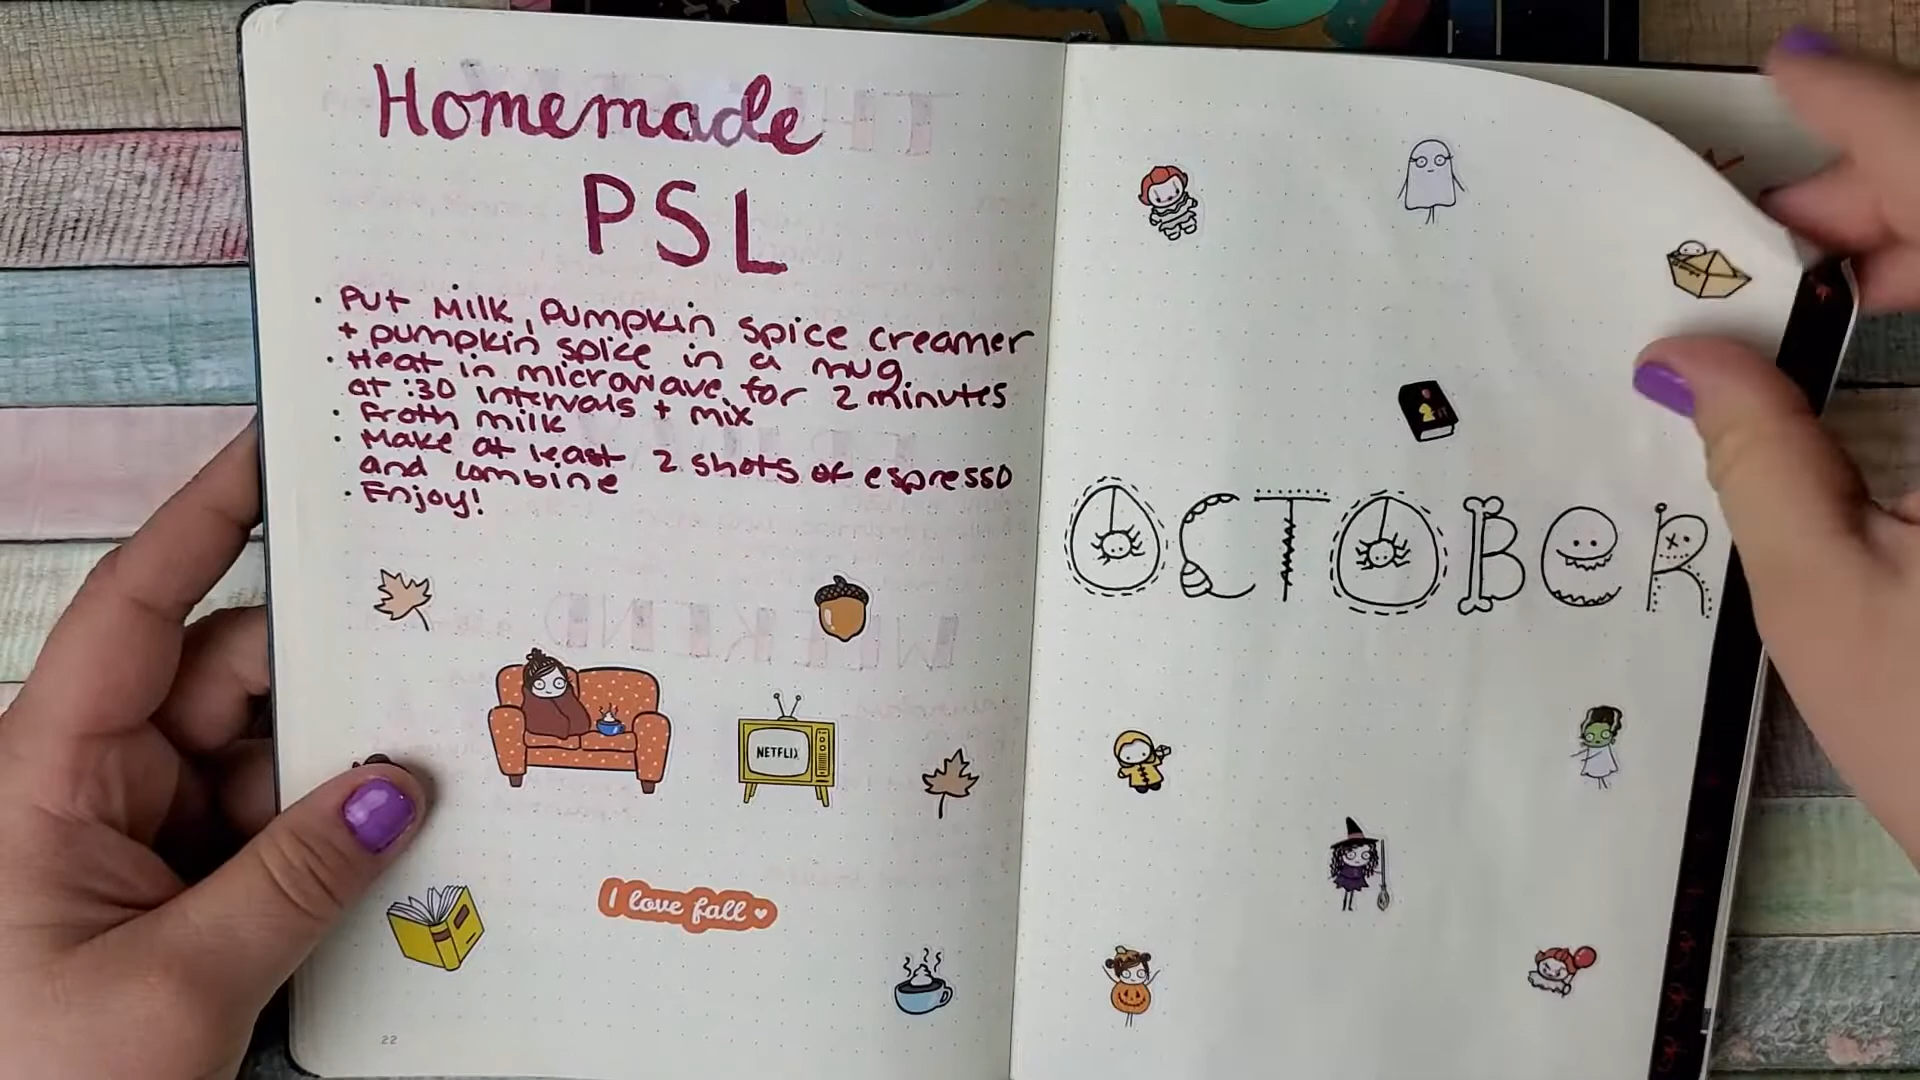 Homemade
PSL
• Put Milk, Pumpkin spice creamer
+ pumpkin spice in a mug
• Heat in microwave for 2 minutes
at :30 intervals + mix
• Froth milk
• Make at least 2 shots of espresso
and combine
• Enjoy!
NETFLIX
I love fall
22
OCTOBER